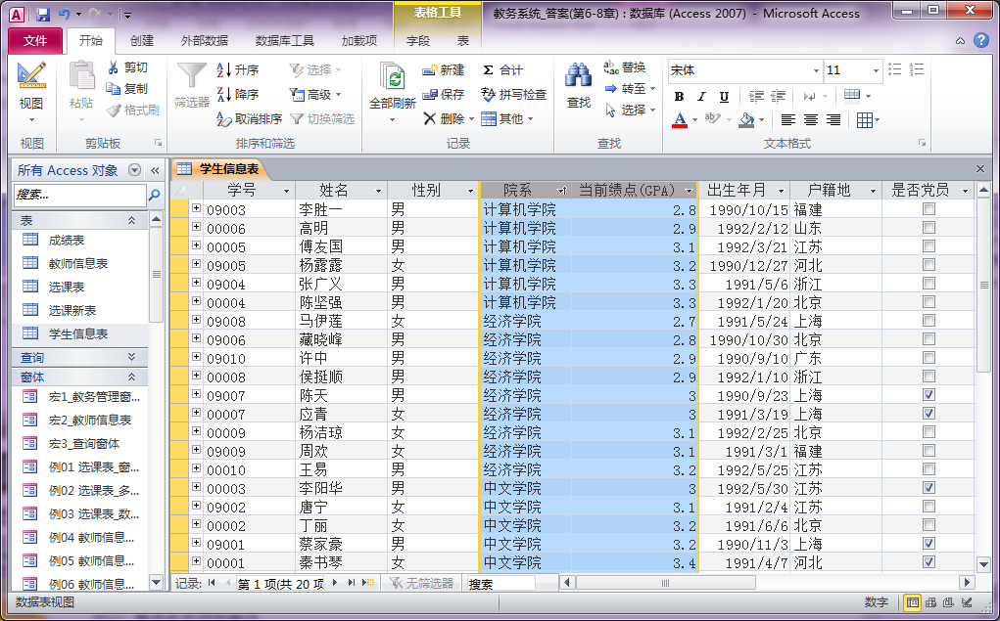 表格工具 教务系统_答案(第6-8章) : 数据库 (Access 2007) - Microsoft Access
文件 开始 创建 外部数据 数据库工具 加载项 字段 表
视图 粘贴 剪切 复制 格式刷
筛选器 升序 降序 取消排序 选择 高级 切换筛选
全部刷新 新建 保存 删除 合计 拼写检查 其他
查找 替换 转至 选择
宋体 11
B I U
视图 剪贴板 排序和筛选 记录 查找 文本格式
所有 Access 对象 «
搜索...
表
成绩表
教师信息表
选课表
选课新表
学生信息表
查询
窗体
宏1_教务管理窗...
宏2_教师信息表
宏3_查询窗体
例01 选课表_窗...
例02 选课表_多...
例03 选课表_数...
例04 教师信息...
例05 教师信息...
例06 教师信息...
学生信息表
学号 姓名 性别 院系 当前绩点(GPA) 出生年月 户籍地 是否党员
09003 李胜一 男 计算机学院 2.8 1990/10/15 福建
00006 高明 男 计算机学院 2.9 1992/2/12 山东
00005 傅友国 男 计算机学院 3.1 1992/3/21 江苏
09005 杨露露 女 计算机学院 3.2 1990/12/27 河北
09004 张广义 男 计算机学院 3.3 1991/5/6 浙江
00004 陈坚强 男 计算机学院 3.3 1992/1/20 北京
09008 马伊莲 女 经济学院 2.7 1991/5/24 上海
09006 藏晓峰 男 经济学院 2.8 1990/10/30 北京
09010 许中 男 经济学院 2.9 1990/9/10 广东
00008 侯挺顺 男 经济学院 2.9 1992/1/10 浙江
09007 陈天 男 经济学院 3 1990/9/23 上海
00007 应青 女 经济学院 3 1991/3/19 上海
00009 杨洁琼 女 经济学院 3.1 1992/2/25 北京
09009 周欢 女 经济学院 3.1 1991/3/1 福建
00010 王易 男 经济学院 3.2 1992/5/25 江苏
00003 李阳华 男 中文学院 3 1992/5/30 江苏
09002 唐宁 女 中文学院 3.1 1991/2/4 江苏
00002 丁丽 女 中文学院 3.2 1991/6/6 北京
09001 蔡家豪 男 中文学院 3.2 1990/11/3 上海
00001 秦书琴 女 中文学院 3.4 1991/4/7 河北
记录: 第 1 项(共 20 项 无筛选器 搜索
数据表视图 数字